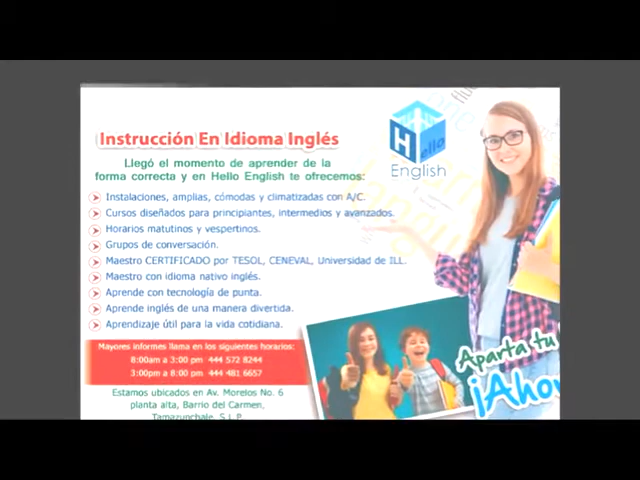 Instrucción En Idioma Inglés
Llegó el momento de aprender de la
forma correcta y en Hello English te ofrecemos:
Instalaciones, amplias, cómodas y climatizadas con A/C.
Cursos diseñados para principiantes, intermedios y avanzados.
Horarios matutinos y vespertinos.
Grupos de conversación.
Maestro CERTIFICADO por TESOL, CENEVAL, Universidad de ILL.
Maestro con idioma nativo inglés.
Aprende con tecnología de punta.
Aprende inglés de una manera divertida.
Aprendizaje útil para la vida cotidiana.
Mayores informes llama en los siguientes horarios:
8:00am a 3:00 pm 444 572 8244
3:00pm a 8:00 pm 444 481 6657
Estamos ubicados en Av. Morelos No. 6
planta alta, Barrio del Carmen,
Tamazunchale, S.L.P.
Hello
English
Aparta tu
¡Aho